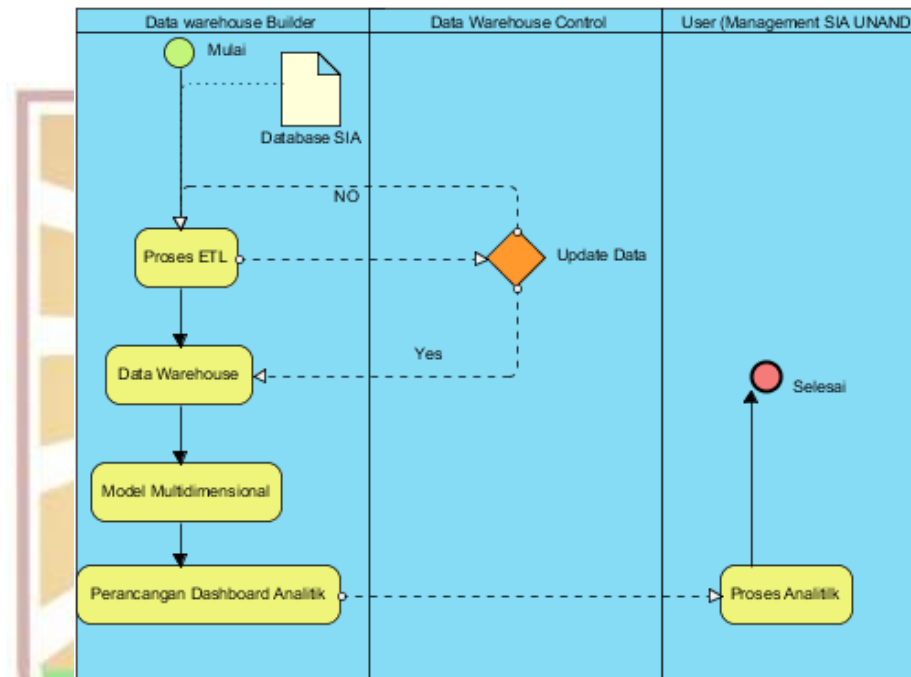 Data warehouse Builder
Data Warehouse Control
User (Management SIA UNAND
Mulai
Database SIA
NO
Proses ETL
Update Data
Yes
Data Warehouse
Selesai
Model Multidimensional
Perancangan Dashboard Analitik
Proses Analitilk